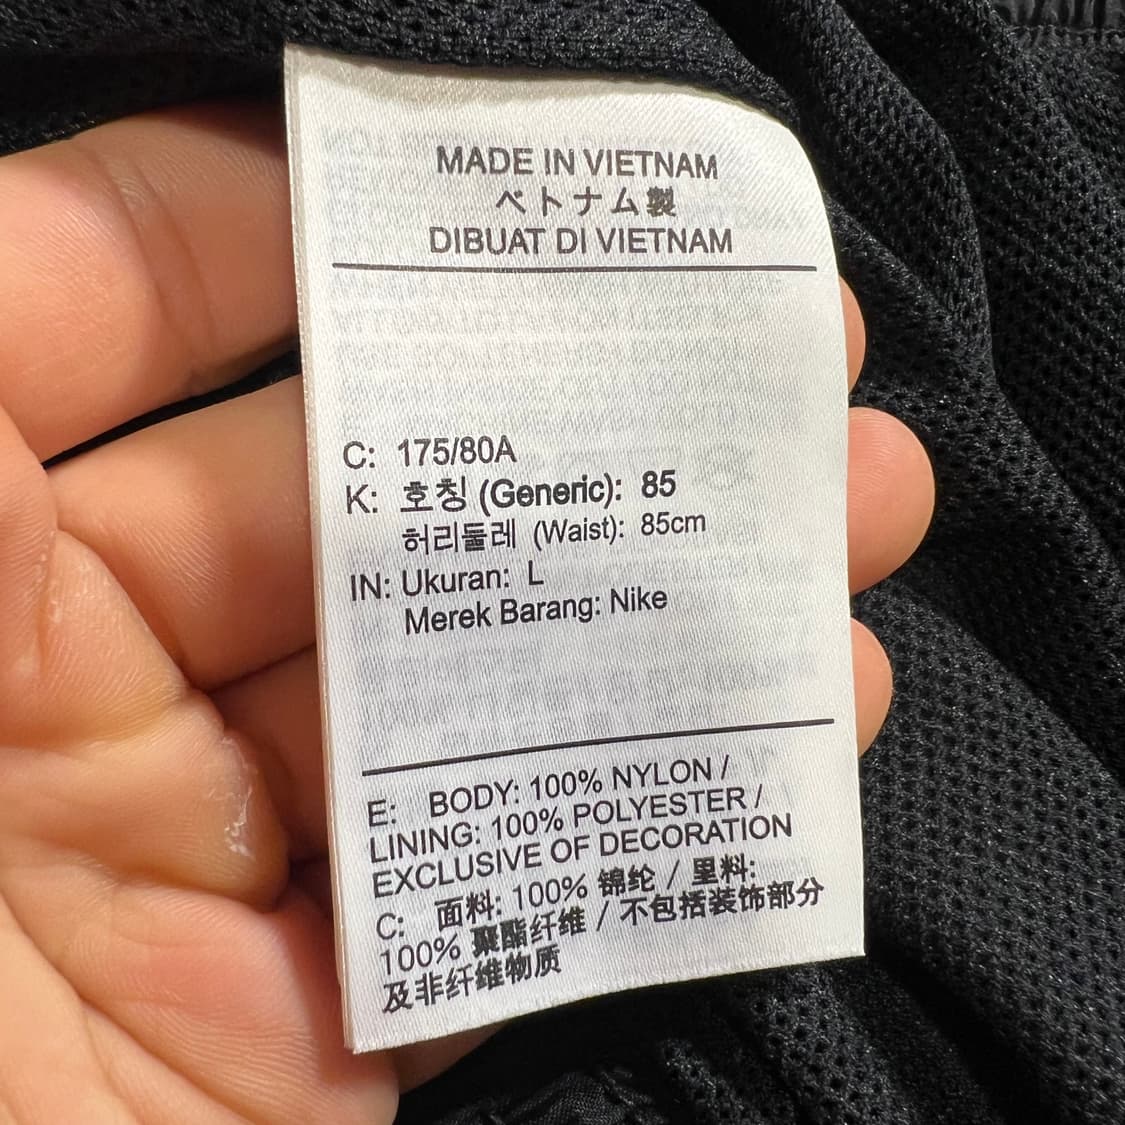 MADE IN VIETNAM
ベトナム製
DIBUAT DI VIETNAM
C: 175/80A
K: 호칭 (Generic): 85
허리둘레 (Waist): 85cm
IN: Ukuran: L
Merek Barang: Nike
E: BODY: 100% NYLON /
LINING: 100% POLYESTER /
EXCLUSIVE OF DECORATION
C: 面料: 100% 锦纶 / 里料:
100% 聚酯纤维 / 不包括装饰部分
及非纤维物质